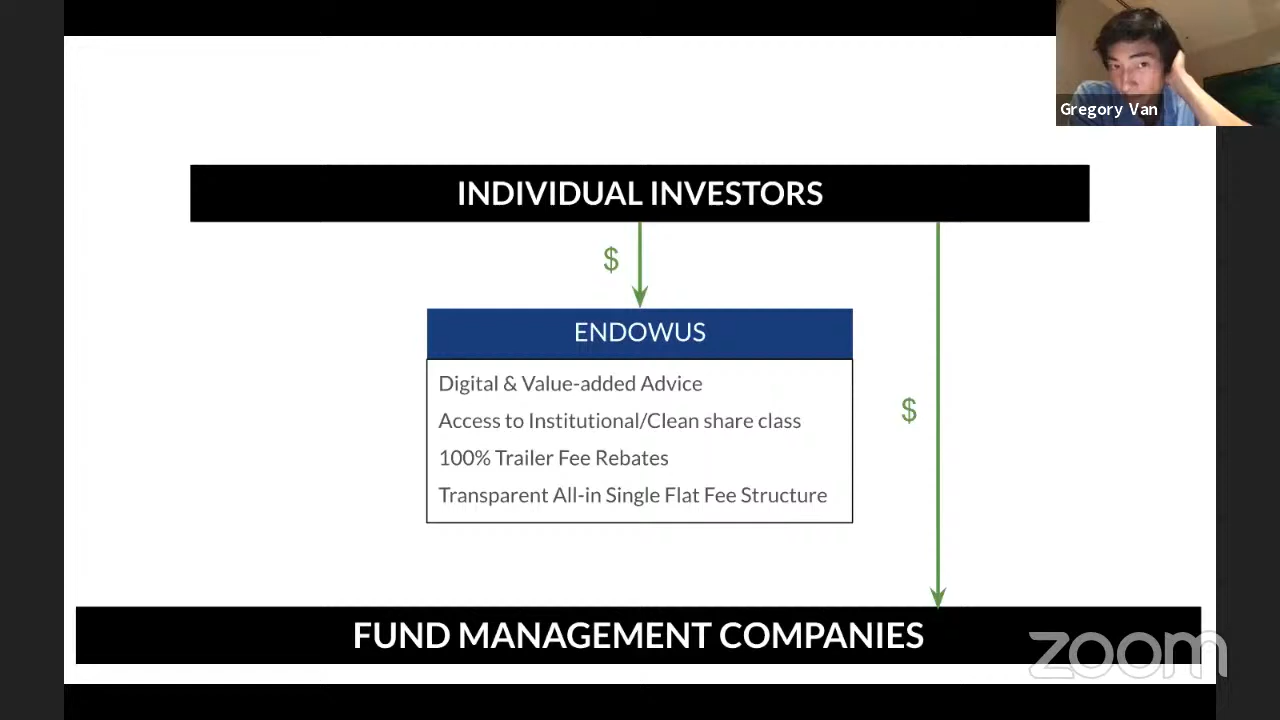 Gregory Van
INDIVIDUAL INVESTORS
$
ENDOWUS
Digital & Value-added Advice
Access to Institutional/Clean share class
$
100% Trailer Fee Rebates
Transparent All-in Single Flat Fee Structure
FUND MANAGEMENT COMPANIES
zoom